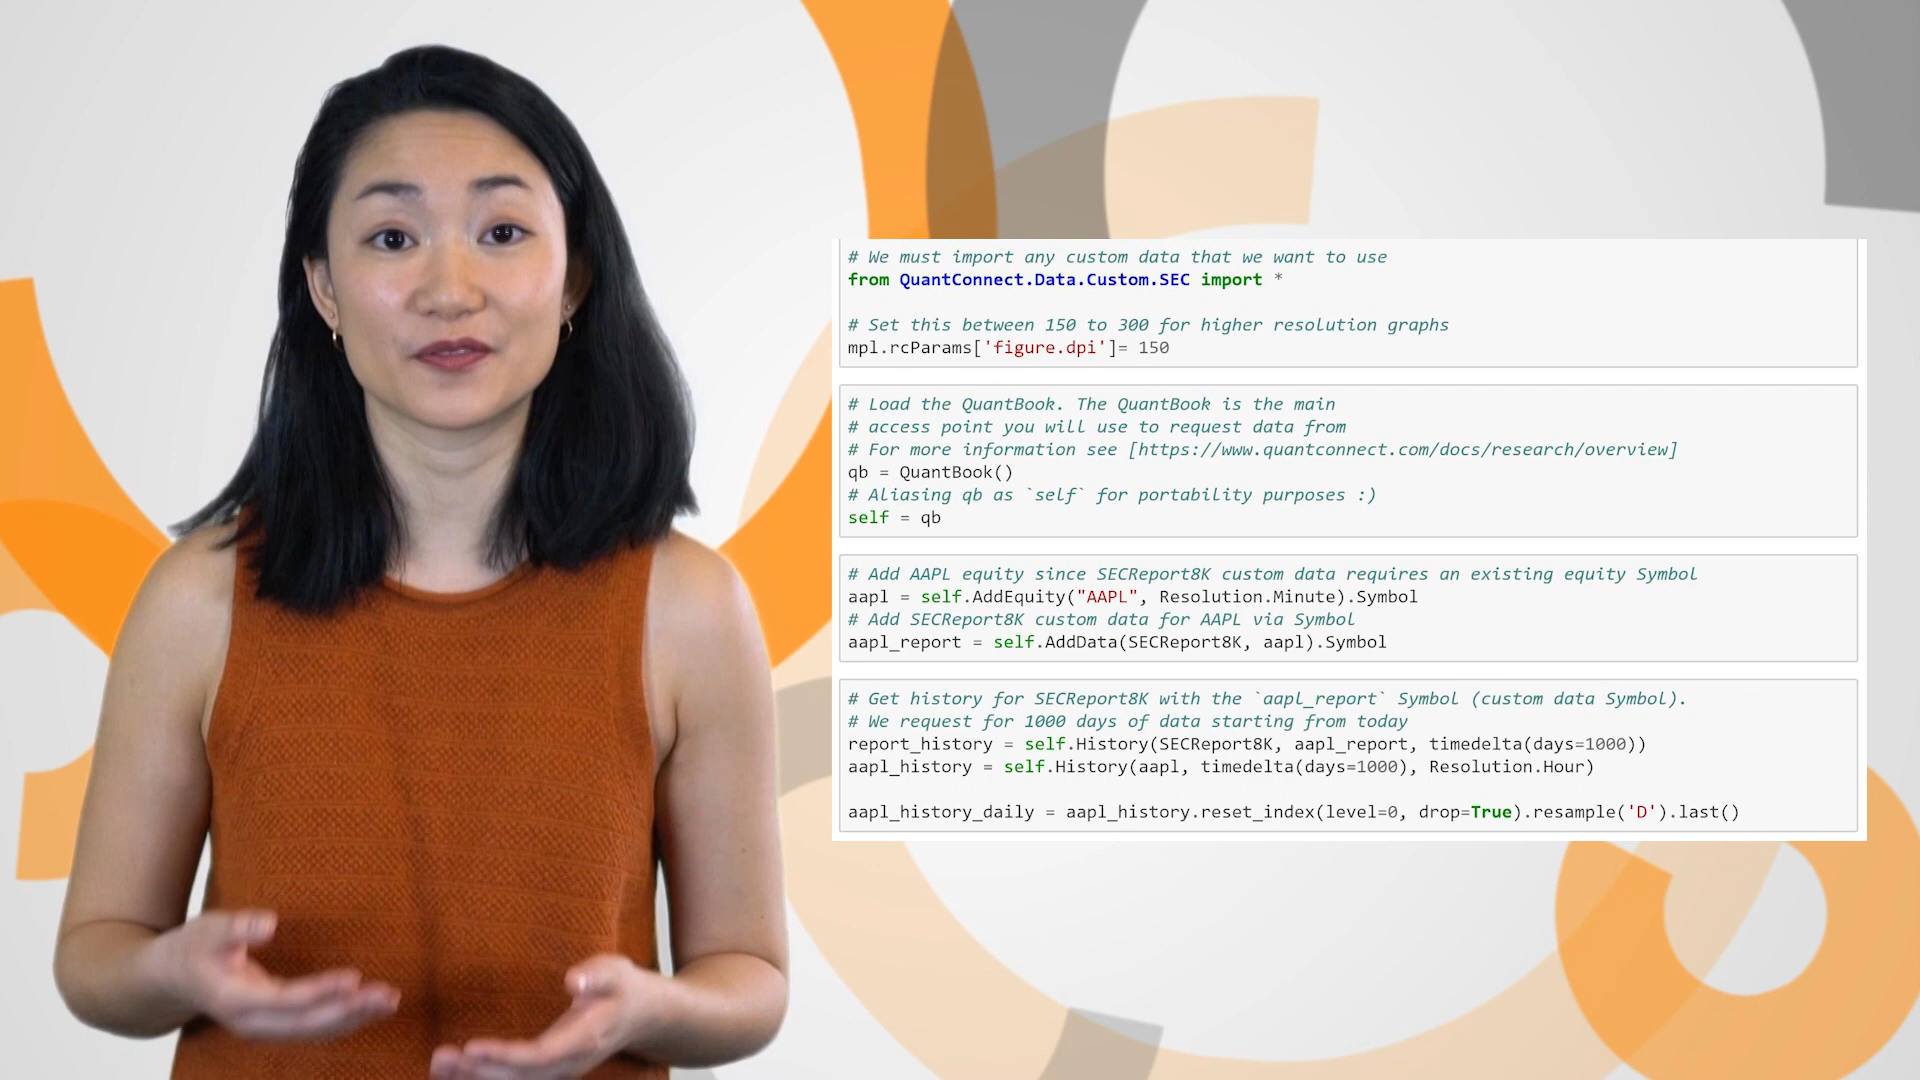 # We must import any custom data that we want to use
from QuantConnect.Data.Custom.SEC import *
# Set this between 150 to 300 for higher resolution graphs
mpl.rcParams['figure.dpi']= 150
# Load the QuantBook. The QuantBook is the main
# access point you will use to request data from
# For more information see [https://www.quantconnect.com/docs/research/overview]
qb = QuantBook()
# Aliasing qb as `self` for portability purposes :)
self = qb
# Add AAPL equity since SECReport8K custom data requires an existing equity Symbol
aapl = self.AddEquity("AAPL", Resolution.Minute).Symbol
# Add SECReport8K custom data for AAPL via Symbol
aapl_report = self.AddData(SECReport8K, aapl).Symbol
# Get history for SECReport8K with the `aapl_report` Symbol (custom data Symbol).
# We request for 1000 days of data starting from today
report_history = self.History(SECReport8K, aapl_report, timedelta(days=1000))
aapl_history = self.History(aapl, timedelta(days=1000), Resolution.Hour)
aapl_history_daily = aapl_history.reset_index(level=0, drop=True).resample('D').last()